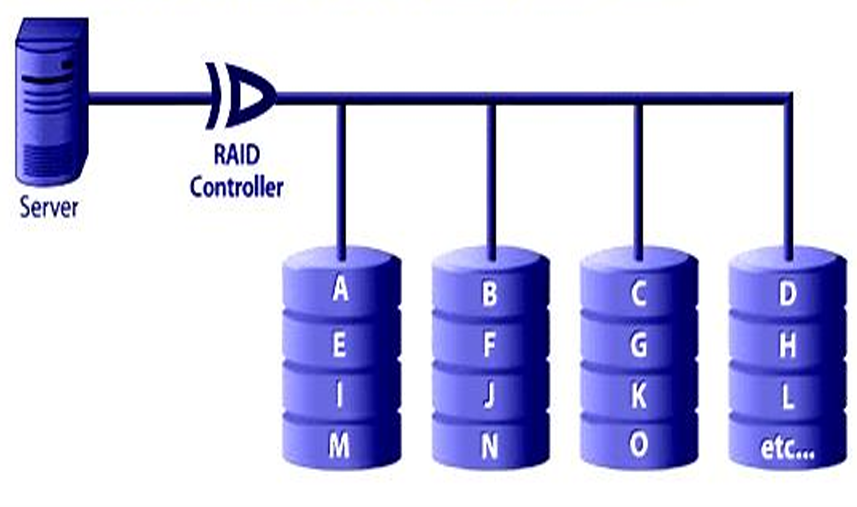 Server
RAID
Controller
A B C D
E F G H
I J K L
M N O etc...